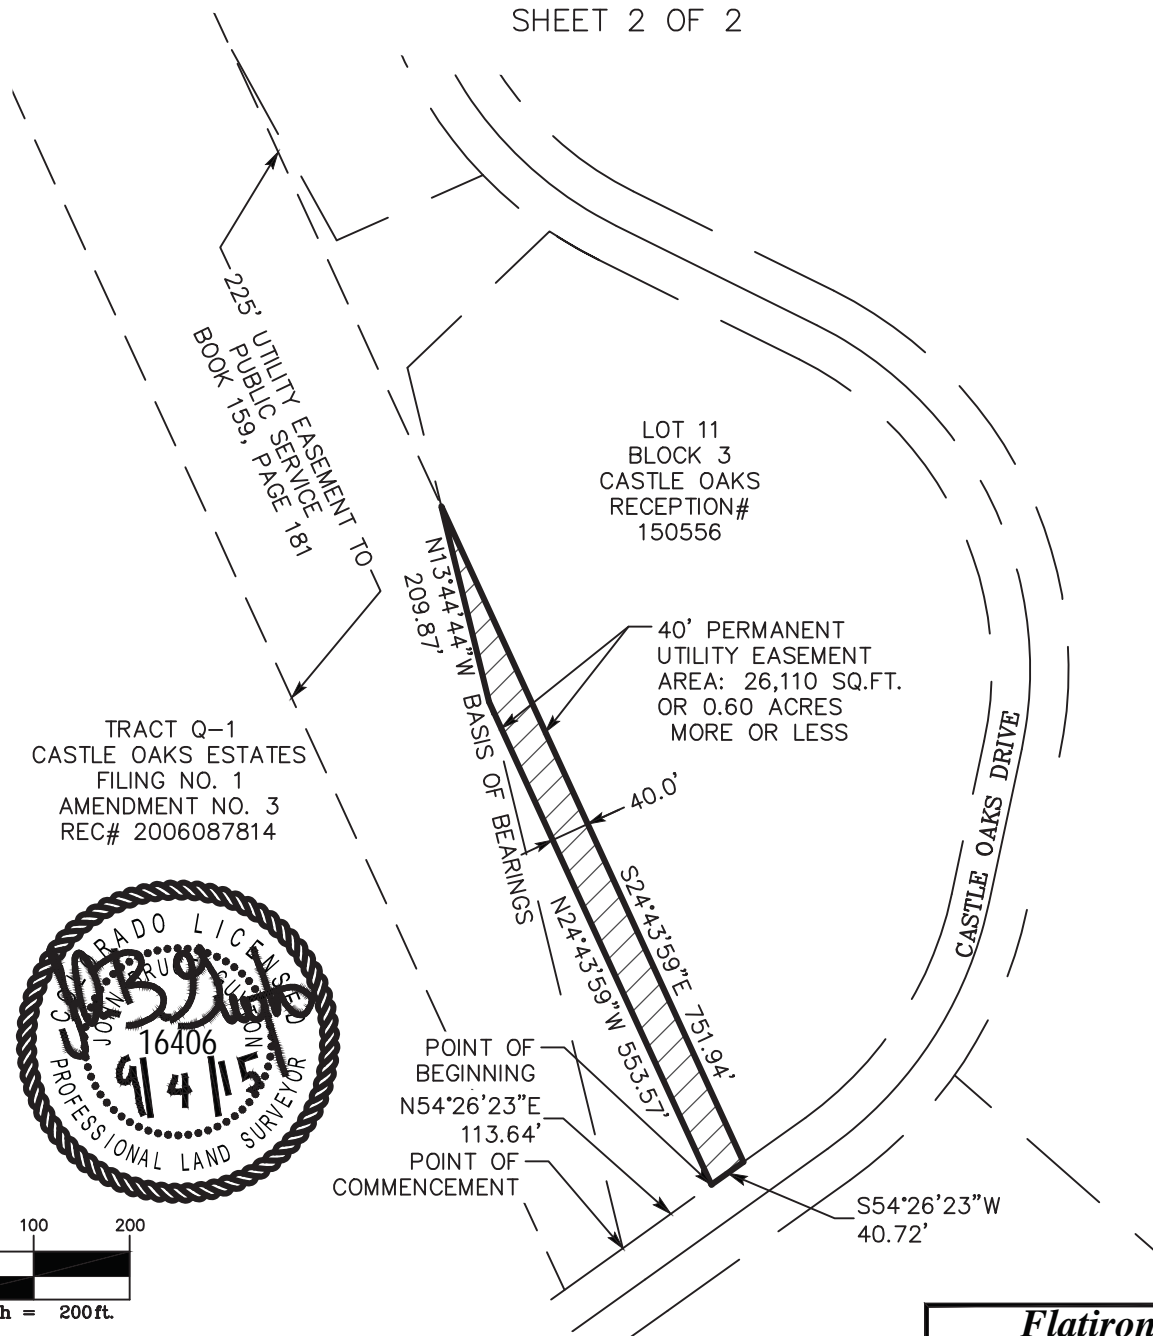 SHEET 2 OF 2
225' UTILITY EASEMENT TO
PUBLIC SERVICE
BOOK 159, PAGE 181
LOT 11
BLOCK 3
CASTLE OAKS
RECEPTION#
150556
N13°44'44"W BASIS OF BEARINGS
209.87'
40' PERMANENT
UTILITY EASEMENT
AREA: 26,110 SQ.FT.
OR 0.60 ACRES
MORE OR LESS
TRACT Q-1
CASTLE OAKS ESTATES
FILING NO. 1
AMENDMENT NO. 3
REC# 2006087814
40.0'
CASTLE OAKS DRIVE
S24°43'59"E 751.94'
N24°43'59"W 553.57'
COLORADO LICENSED
JOHN
16406
9/4/15
PROFESSIONAL LAND SURVEYOR
POINT OF
BEGINNING
N54°26'23"E
113.64'
POINT OF
COMMENCEMENT
S54°26'23"W
40.72'
100 200
h = 200ft.
Flatiron